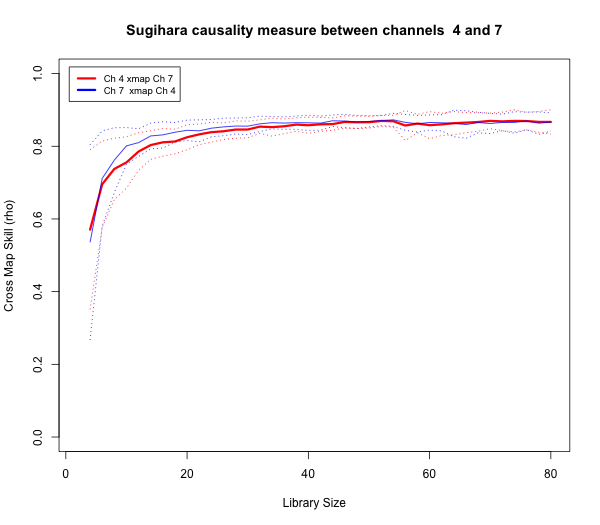 Sugihara causality measure between channels  4 and 7
Ch 4 xmap Ch 7
Ch 7  xmap Ch 4
Cross Map Skill (rho)
1.0
0.8
0.6
0.4
0.2
0.0
0 20 40 60 80
Library Size